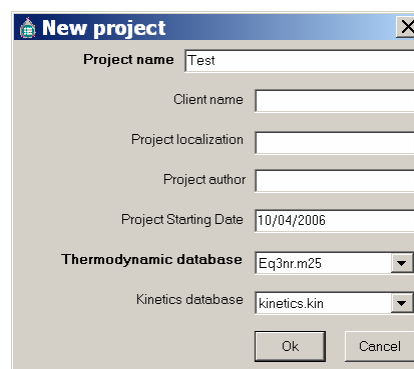 New project
Project name Test
Client name
Project localization
Project author
Project Starting Date 10/04/2006
Thermodynamic database Eq3nr.m25
Kinetics database kinetics.kin
Ok Cancel